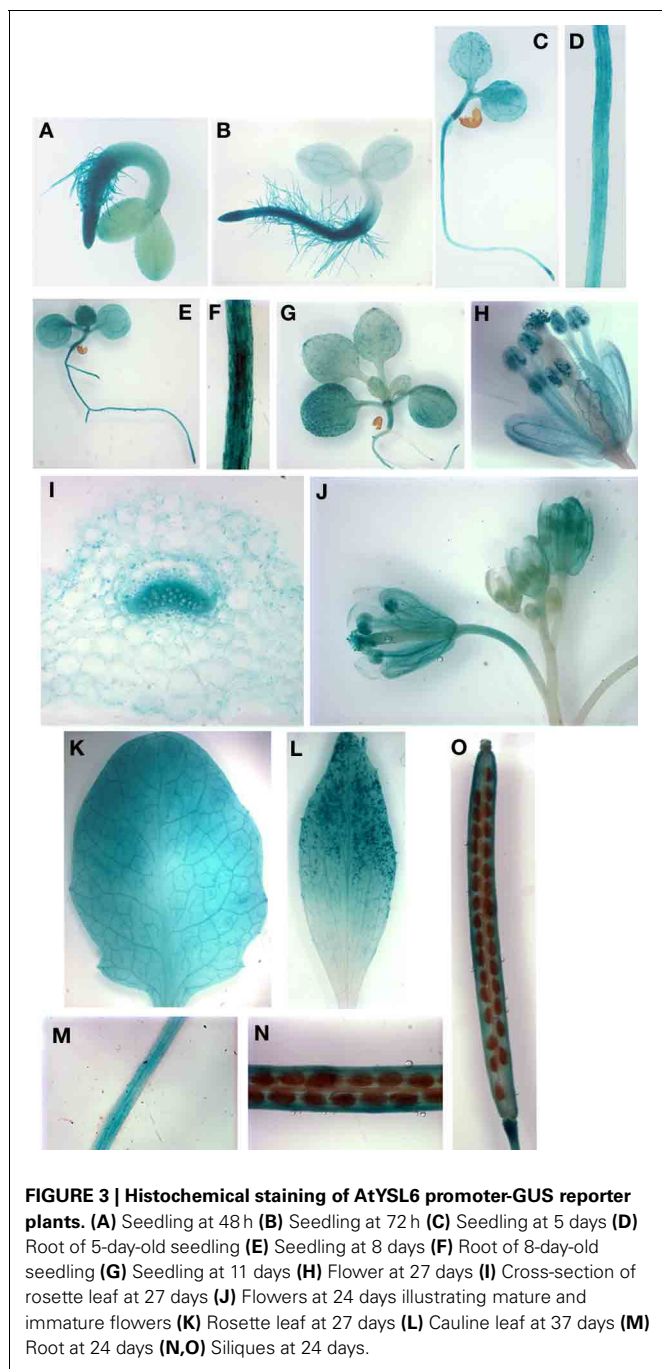 A
B
C
D
E
F
G
H
I
J
K
L
O
M
N
FIGURE 3 | Histochemical staining of AtYSL6 promoter-GUS reporter
plants. (A) Seedling at 48 h (B) Seedling at 72 h (C) Seedling at 5 days (D)
Root of 5-day-old seedling (E) Seedling at 8 days (F) Root of 8-day-old
seedling (G) Seedling at 11 days (H) Flower at 27 days (I) Cross-section of
rosette leaf at 27 days (J) Flowers at 24 days illustrating mature and
immature flowers (K) Rosette leaf at 27 days (L) Cauline leaf at 37 days (M)
Root at 24 days (N,O) Siliques at 24 days.